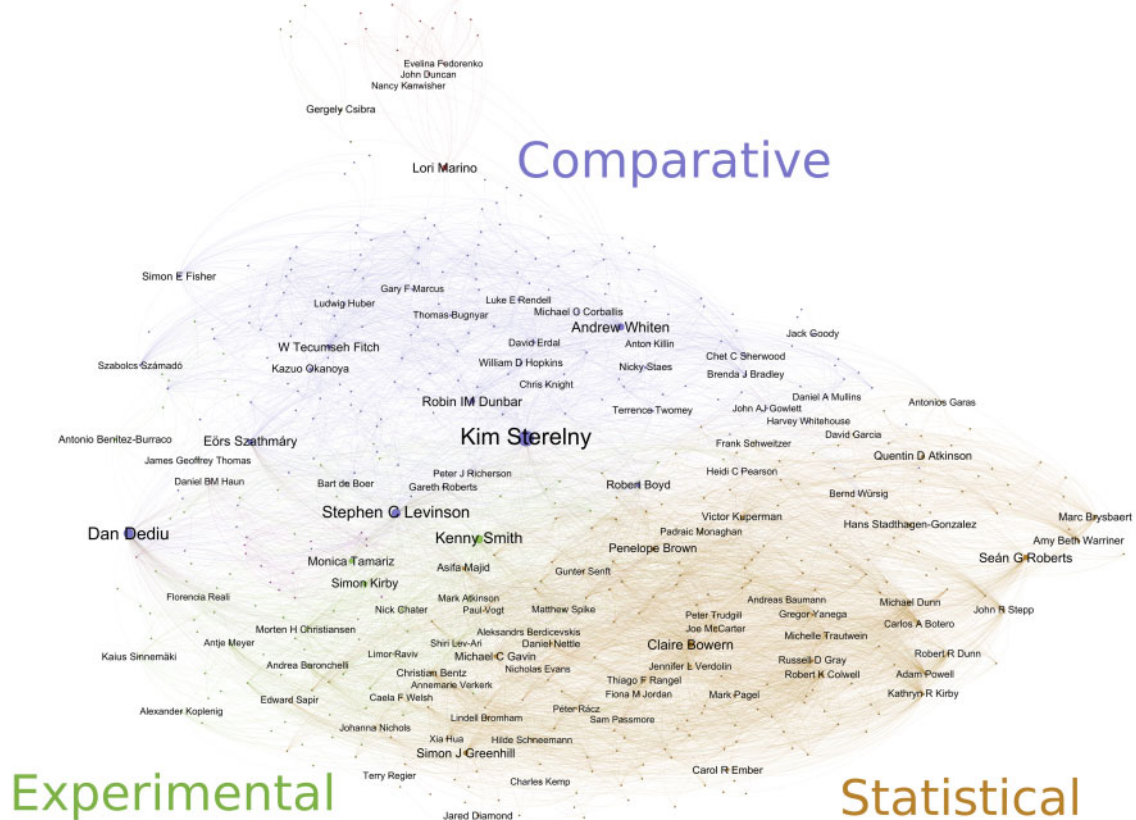 Evelina Fedorenko
John Duncan
Nancy Kanwisher
Gergely Csibra
Comparative
Lori Marino
Simon E Fisher
Gary F Marcus
Ludwig Huber
Luke E Rendell
Thomas Bugnyar
Michael O Corballis
Andrew Whiten
Jack Goody
W Tecumseh Fitch
David Erdal
Anton Killin
Chet C Sherwood
Szabolcs Számadó
Kazuo Okanoya
William D Hopkins
Nicky Staes
Brenda J Bradley
Chris Knight
Robin IM Dunbar
Daniel A Mullins
Antonios Garas
Terrence Twomey
John AJ Gowlett
Harvey Whitehouse
Kim Sterelny
David Garcia
Antonio Benítez-Burraco
Eörs Szathmáry
Frank Schweitzer
Quentin D Atkinson
James Geoffrey Thomas
Peter J Richerson
Heidi C Pearson
Daniel BM Haun
Bart de Boer
Gareth Roberts
Robert Boyd
Bernd Würsig
Stephen C Levinson
Victor Kuperman
Marc Brysbaert
Hans Stadthagen-Gonzalez
Dan Dediu
Kenny Smith
Padraic Monaghan
Amy Beth Warriner
Penelope Brown
Seán G Roberts
Monica Tamariz
Asifa Majid
Gunter Senft
Simon Kirby
Florencia Reali
Mark Atkinson
Andreas Baumann
Michael Dunn
Nick Chater
Paul Vogt
Matthew Spike
Peter Trudgill
Gregor Yanega
John R Stepp
Carlos A Botero
Morten H Christiansen
Aleksandrs Berdicevskis
Joe McCarter
Michelle Trautwein
Antje Meyer
Shiri Lev-Ari
Daniel Nettle
Claire Bowern
Kaius Sinnemäki
Limor Raviv
Michael C Gavin
Robert R Dunn
Andrea Baronchelli
Nicholas Evans
Jennifer L Verdolin
Russell D Gray
Christian Bentz
Thiago F Rangel
Robert K Colwell
Adam Powell
Annemarie Verkerk
Fiona M Jordan
Mark Pagel
Kathryn R Kirby
Edward Sapir
Caela F Welsh
Alexander Koplenig
Péter Rácz
Lindell Bromham
Sam Passmore
Johanna Nichols
Xia Hua
Hilde Schneemann
Simon J Greenhill
Terry Regier
Charles Kemp
Carol R Ember
Experimental
Statistical
Jared Diamond